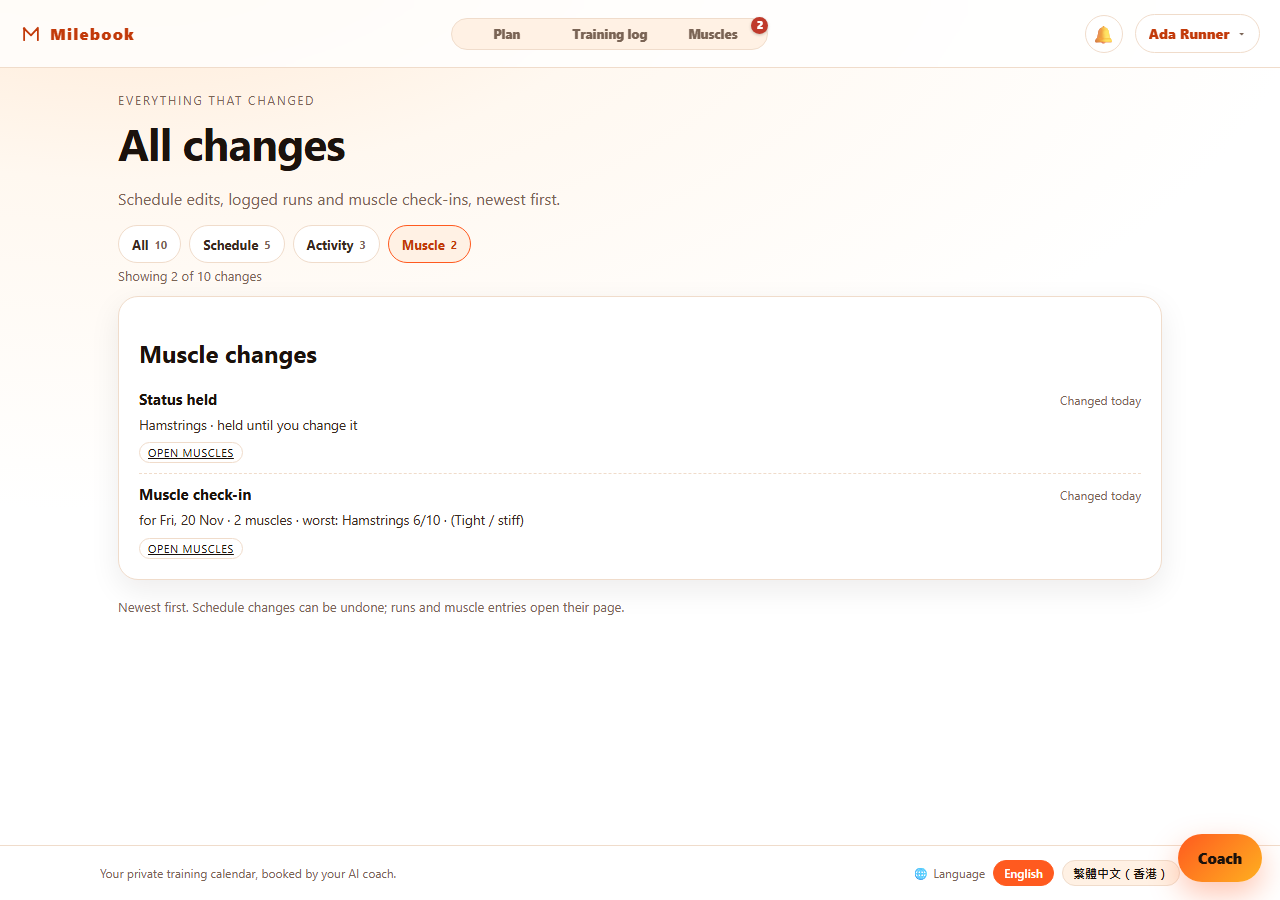 Milebook
Plan
Training log
Muscles
2
Ada Runner
EVERYTHING THAT CHANGED
All changes
Schedule edits, logged runs and muscle check-ins, newest first.
All 10
Schedule 5
Activity 3
Muscle 2
Showing 2 of 10 changes
Muscle changes
Status held
Changed today
Hamstrings · held until you change it
OPEN MUSCLES
Muscle check-in
Changed today
for Fri, 20 Nov · 2 muscles · worst: Hamstrings 6/10 · (Tight / stiff)
OPEN MUSCLES
Newest first. Schedule changes can be undone; runs and muscle entries open their page.
Your private training calendar, booked by your AI coach.
Language
English
繁體中文（香港）
Coach